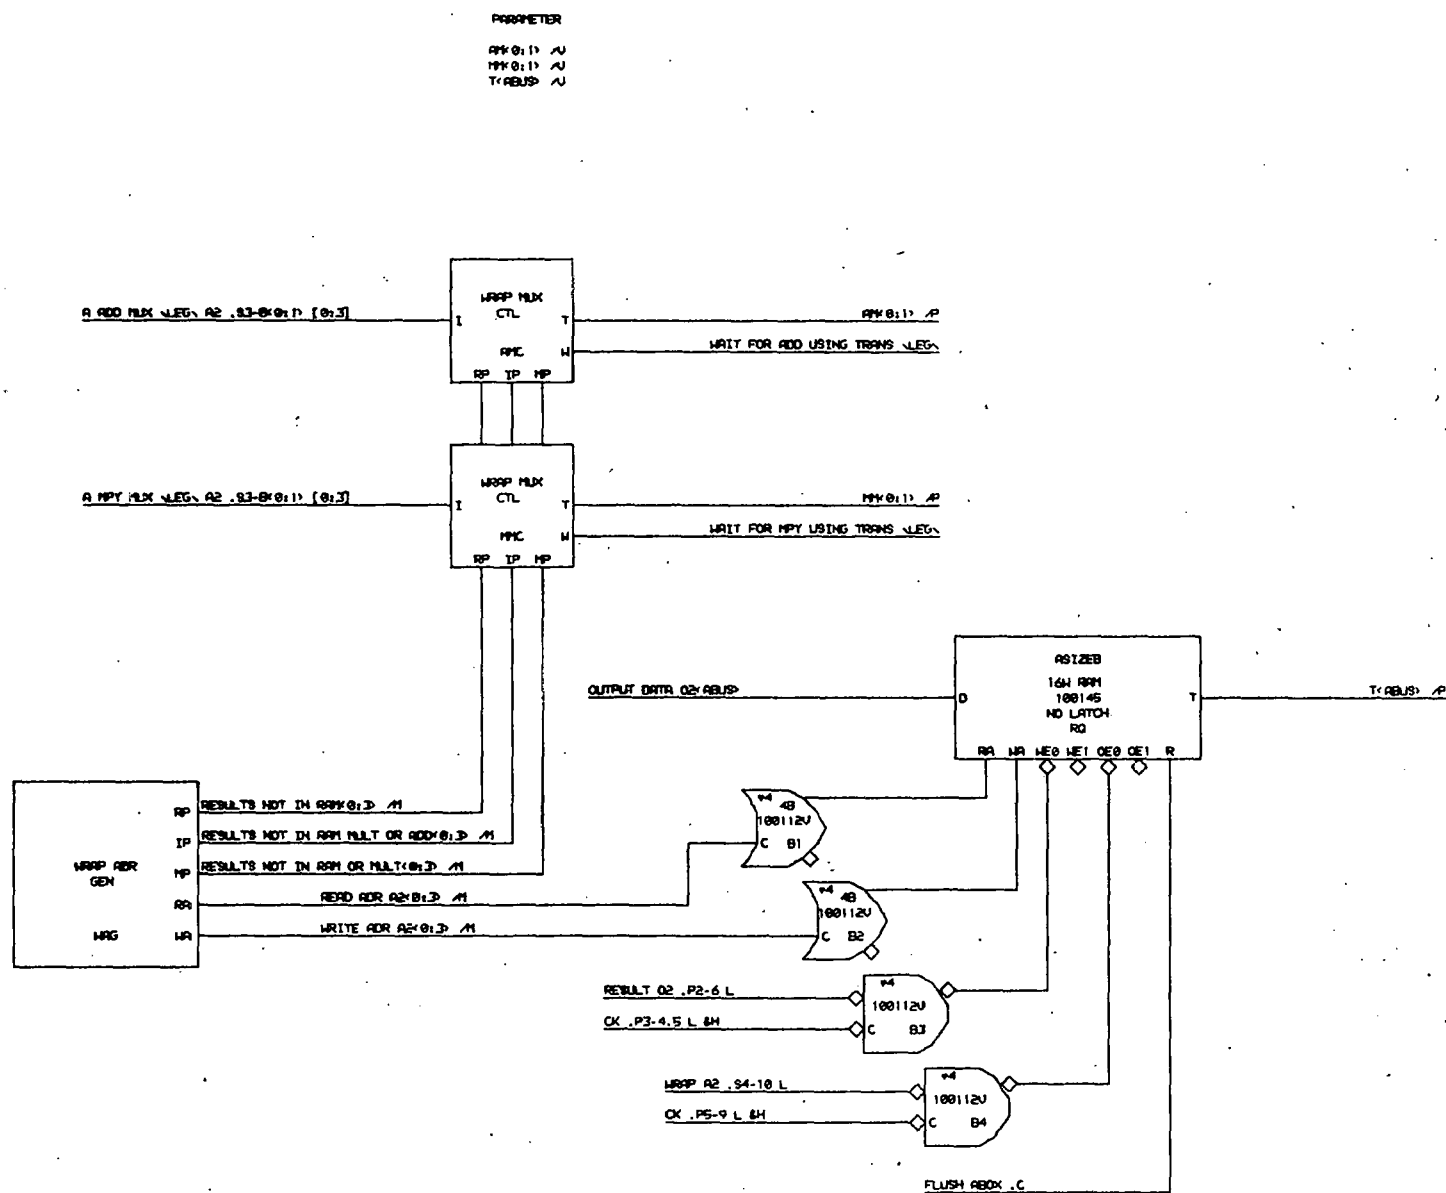 PARAMETER
AM<0:1> /P
MM<0:1> /P
T<ABUS> /P
A ADD MUX \LEG\ A2 .S3-8<0:1> [0:3]
WRAP MUX
CTL
I
T
AM<0:1> /P
AMC
W
WAIT FOR ADD USING TRANS \LEG\
RP IP MP
A MPY MUX \LEG\ A2 .S3-8<0:1> [0:3]
WRAP MUX
CTL
I
T
MM<0:1> /P
MMC
W
WAIT FOR MPY USING TRANS \LEG\
RP IP MP
OUTPUT DATA O2<ABUS>
D
ASIZEB
16W RAM
100145
NO LATCH
RQ
T
T<ABUS> /P
RA WA WE0 WE1 OE0 OE1 R
WRAP ADR
GEN
WAG
RP
RESULTS NOT IN RAM<0:3> /M
IP
RESULTS NOT IN RAM MULT OR ADD<0:3> /M
MP
RESULTS NOT IN RAM OR MULT<0:3> /M
RA
READ ADR A2<0:3> /M
WA
WRITE ADR A2<0:3> /M
*4 4B
100112V
C B1
*4 4B
100112V
C B2
RESULT O2 .P2-6 L
CK .P3-4.5 L &H
*4
100112V
C B3
WRAP A2 .S4-10 L
CK .P5-9 L &H
*4
100112V
C B4
FLUSH ABOX .C